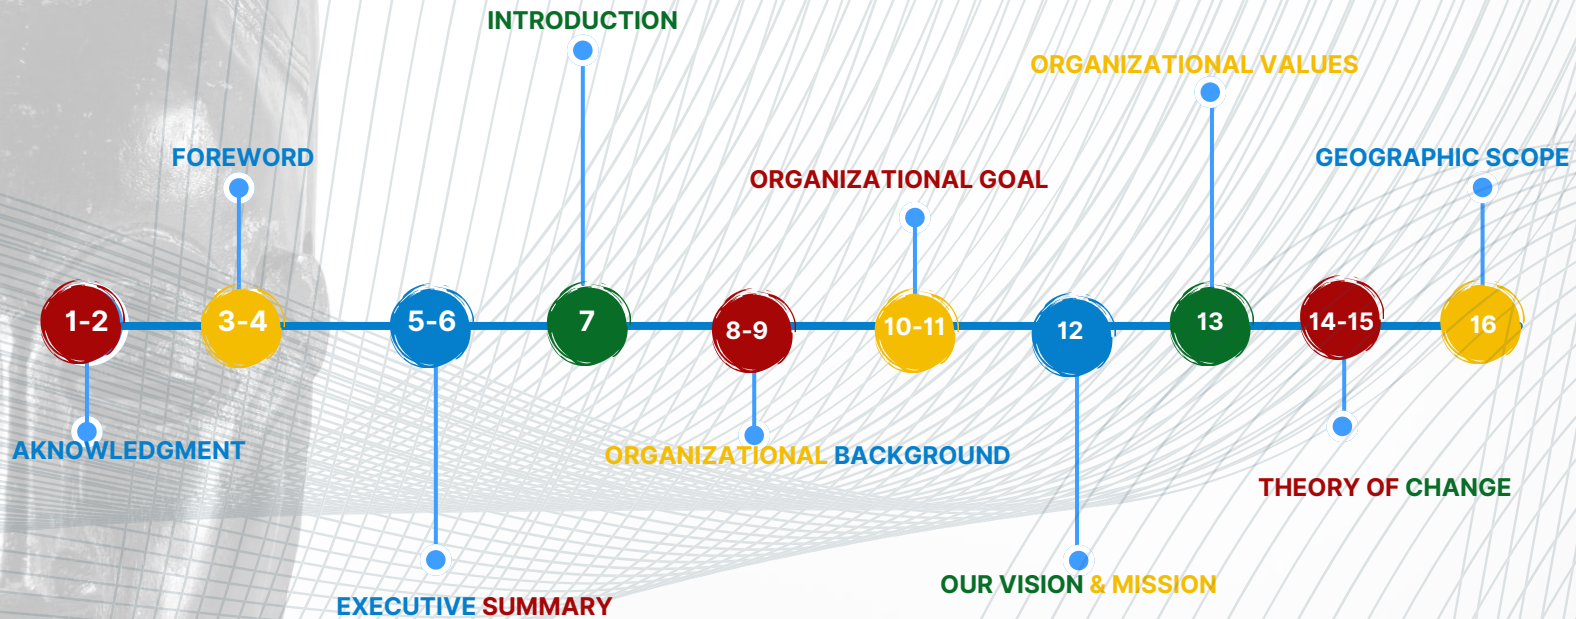 INTRODUCTION
ORGANIZATIONAL VALUES
FOREWORD
GEOGRAPHIC SCOPE
ORGANIZATIONAL GOAL
1-2
3-4
5-6
7
8-9
10-11
12
13
14-15
16
AKNOWLEDGMENT
ORGANIZATIONAL BACKGROUND
THEORY OF CHANGE
OUR VISION & MISSION
EXECUTIVE SUMMARY